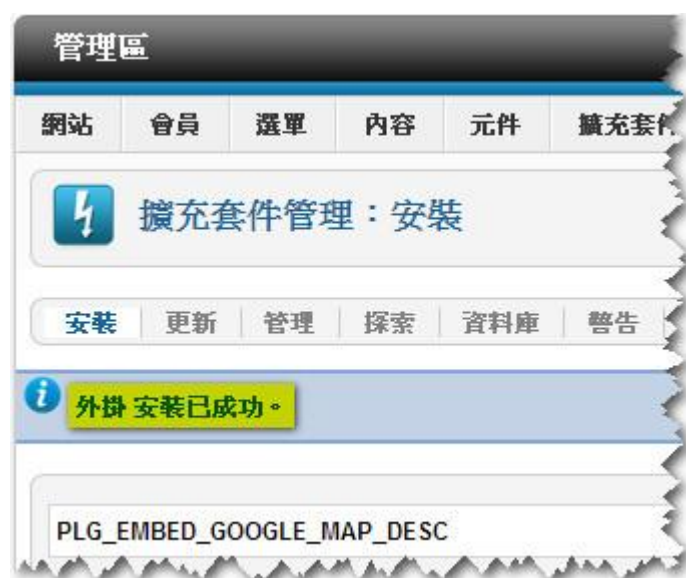 管理區
網站 會員 選單 內容 元件 擴充套件
擴充套件管理：安裝
安裝 更新 管理 探索 資料庫 警告
外掛 安裝已成功。
PLG_EMBED_GOOGLE_MAP_DESC